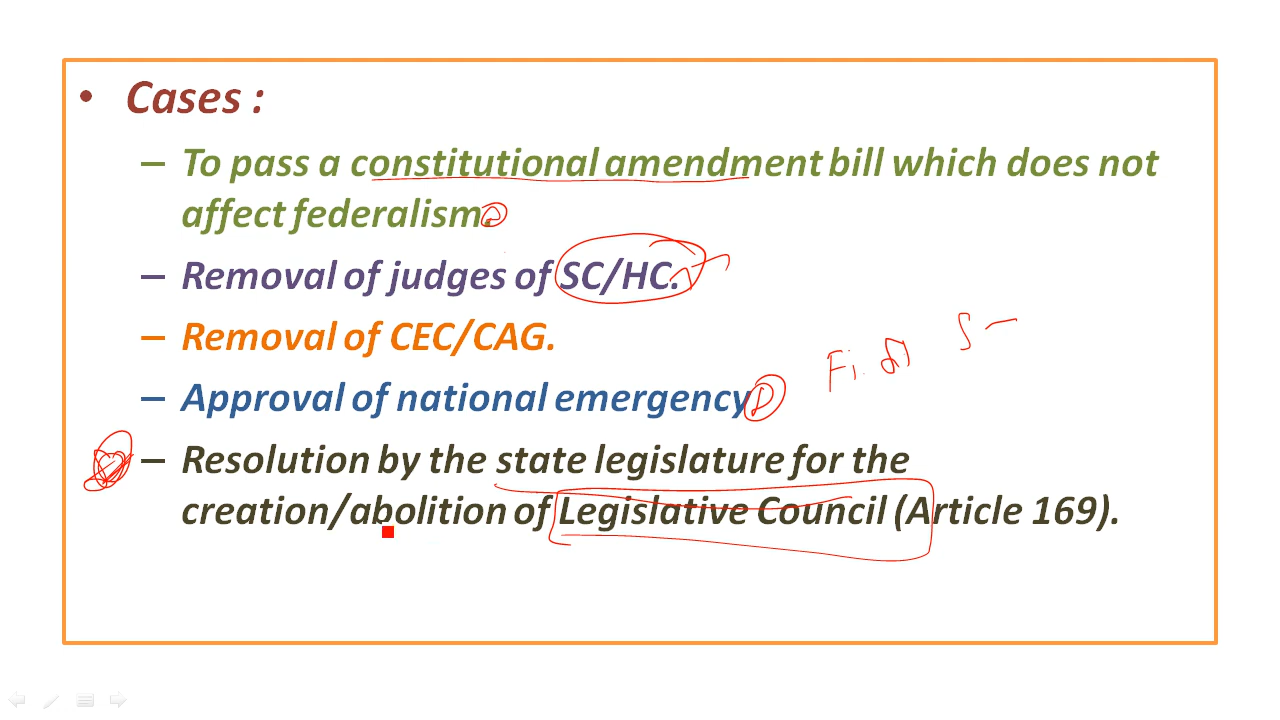 • Cases :
– To pass a constitutional amendment bill which does not
affect federalism.
– Removal of judges of SC/HC.
– Removal of CEC/CAG.
– Approval of national emergency
– Resolution by the state legislature for the
creation/abolition of Legislative Council (Article 169).